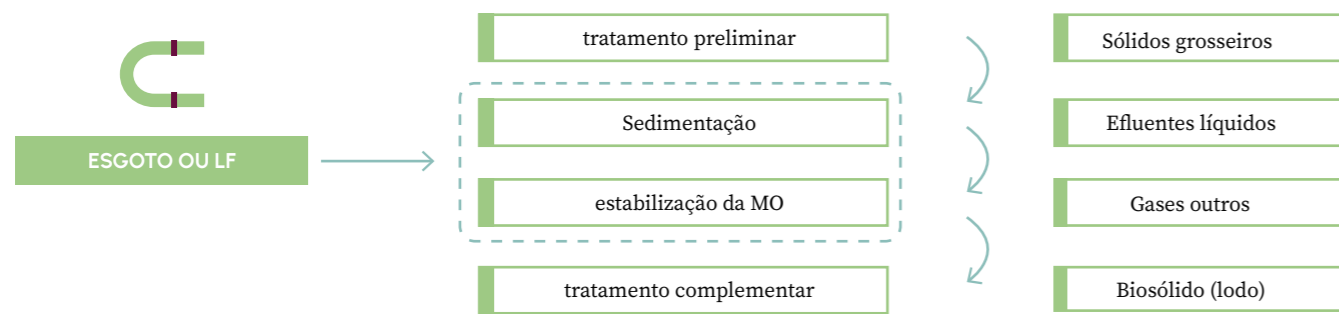 ESGOTO OU LF
tratamento preliminar
Sedimentação
estabilização da MO
tratamento complementar
Sólidos grosseiros
Efluentes líquidos
Gases outros
Biosólido (lodo)